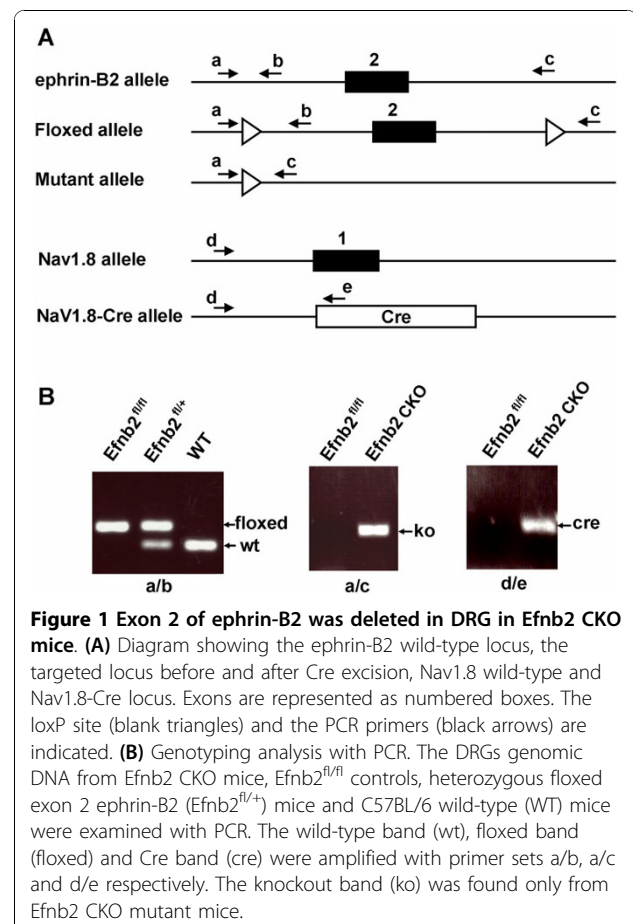 A
a b 2 c
ephrin-B2 allele
a b 2 c
Floxed allele
a c
Mutant allele
d 1
Nav1.8 allele
d e
NaV1.8-Cre allele Cre
B
Efnb2fl/fl Efnb2fl/+ WT Efnb2fl/fl Efnb2 CKO Efnb2fl/fl Efnb2 CKO
floxed
wt
ko
cre
a/b a/c d/e
Figure 1 Exon 2 of ephrin-B2 was deleted in DRG in Efnb2 CKO
mice. (A) Diagram showing the ephrin-B2 wild-type locus, the
targeted locus before and after Cre excision, Nav1.8 wild-type and
Nav1.8-Cre locus. Exons are represented as numbered boxes. The
loxP site (blank triangles) and the PCR primers (black arrows) are
indicated. (B) Genotyping analysis with PCR. The DRGs genomic
DNA from Efnb2 CKO mice, Efnb2fl/fl controls, heterozygous floxed
exon 2 ephrin-B2 (Efnb2fl/+) mice and C57BL/6 wild-type (WT) mice
were examined with PCR. The wild-type band (wt), floxed band
(floxed) and Cre band (cre) were amplified with primer sets a/b, a/c
and d/e respectively. The knockout band (ko) was found only from
Efnb2 CKO mutant mice.